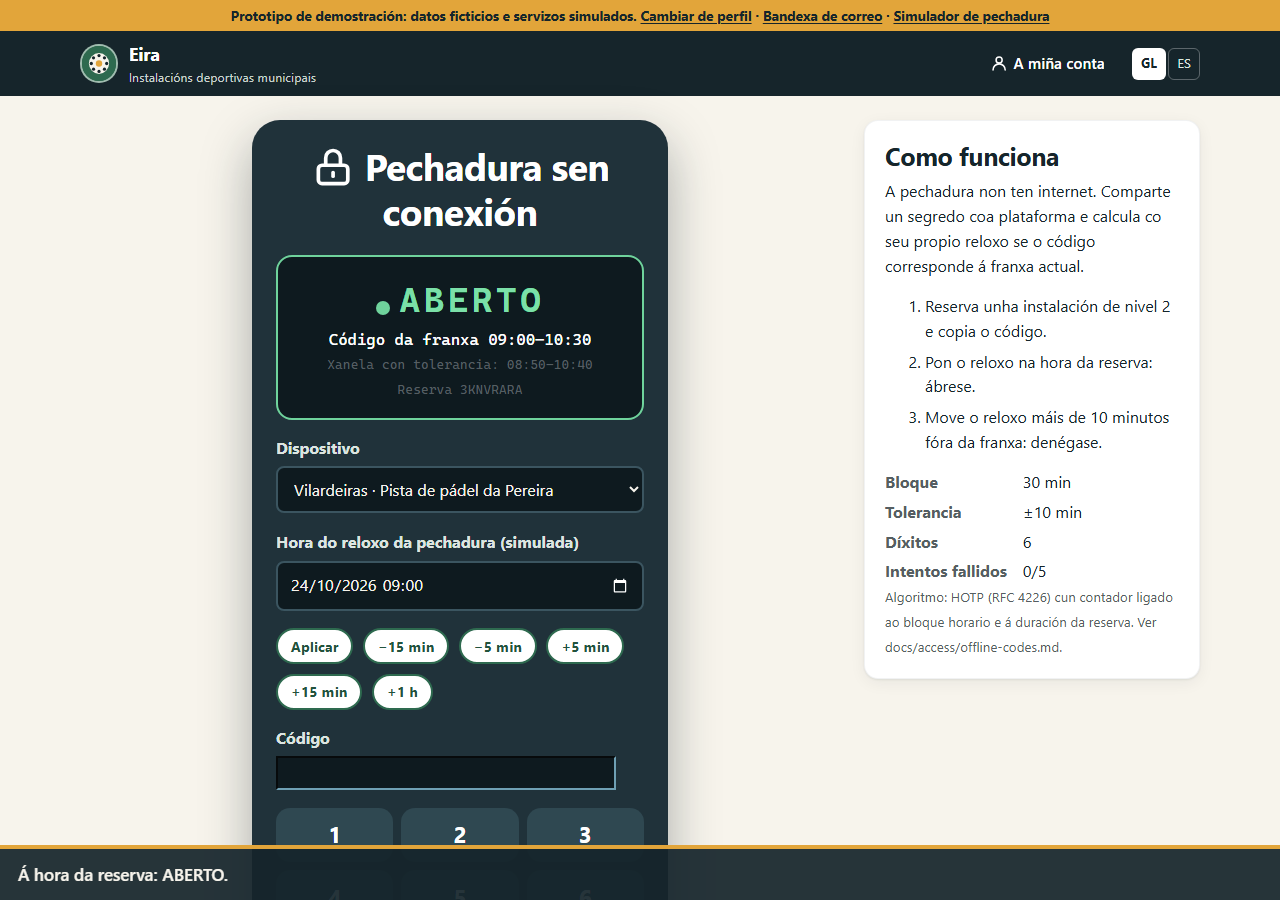 Prototipo de demostración: datos ficticios e servizos simulados. Cambiar de perfil · Bandexa de correo · Simulador de pechadura
Eira
Instalacións deportivas municipais
A miña conta
GL
ES
Pechadura sen
conexión
ABERTO
Código da franxa 09:00–10:30
Xanela con tolerancia: 08:50–10:40
Reserva 3KNVRARA
Dispositivo
Vilardeiras · Pista de pádel da Pereira
Hora do reloxo da pechadura (simulada)
24/10/2026 09:00
Aplicar
−15 min
−5 min
+5 min
+15 min
+1 h
Código
1
2
3
4
5
6
Como funciona
A pechadura non ten internet. Comparte
un segredo coa plataforma e calcula co
seu propio reloxo se o código
corresponde á franxa actual.
1. Reserva unha instalación de nivel 2
e copia o código.
2. Pon o reloxo na hora da reserva:
ábrese.
3. Move o reloxo máis de 10 minutos
fóra da franxa: denégase.
Bloque 30 min
Tolerancia ±10 min
Díxitos 6
Intentos fallidos 0/5
Algoritmo: HOTP (RFC 4226) cun contador ligado
ao bloque horario e á duración da reserva. Ver
docs/access/offline-codes.md.
Á hora da reserva: ABERTO.